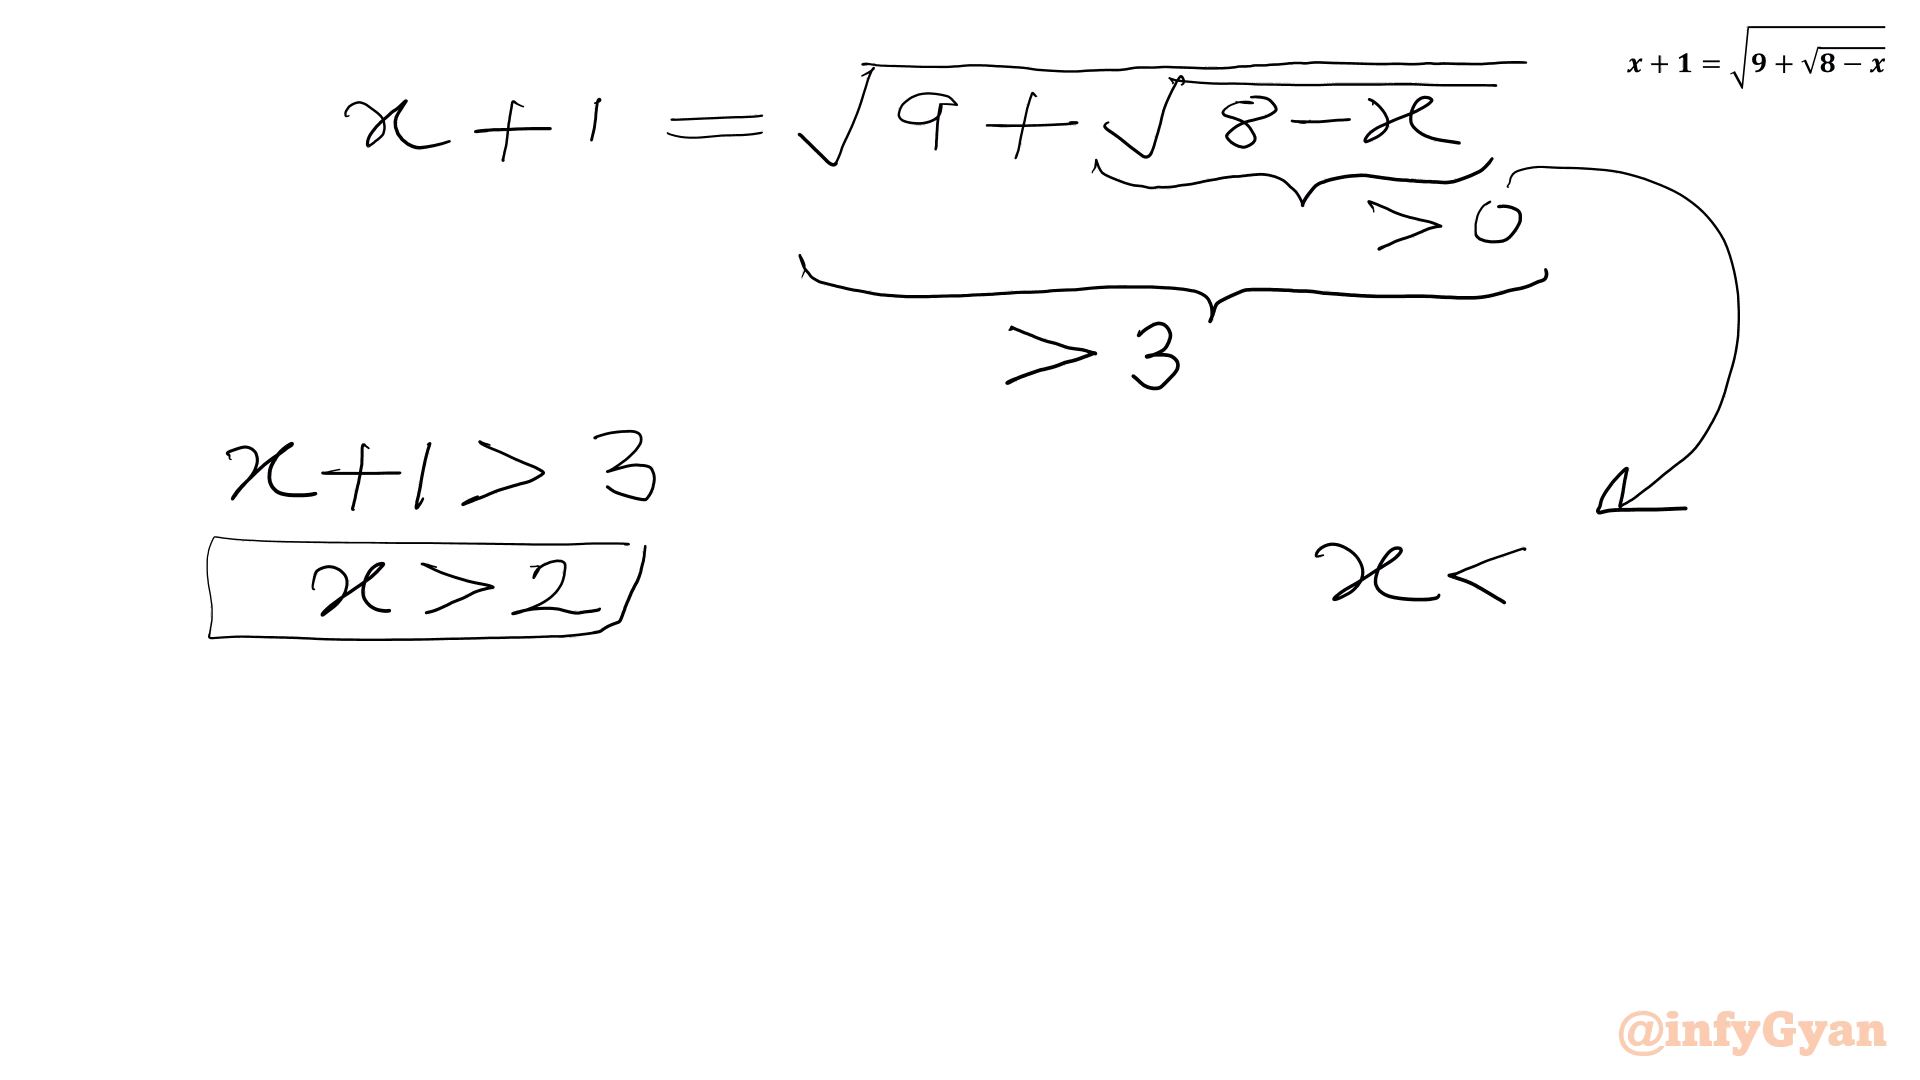 x + 1 = √(9 + √(8 − x))
x + 1 = √(9 + √(8 − x))
> 0
> 3
x + 1 > 3
x > 2
x <
@infyGyan